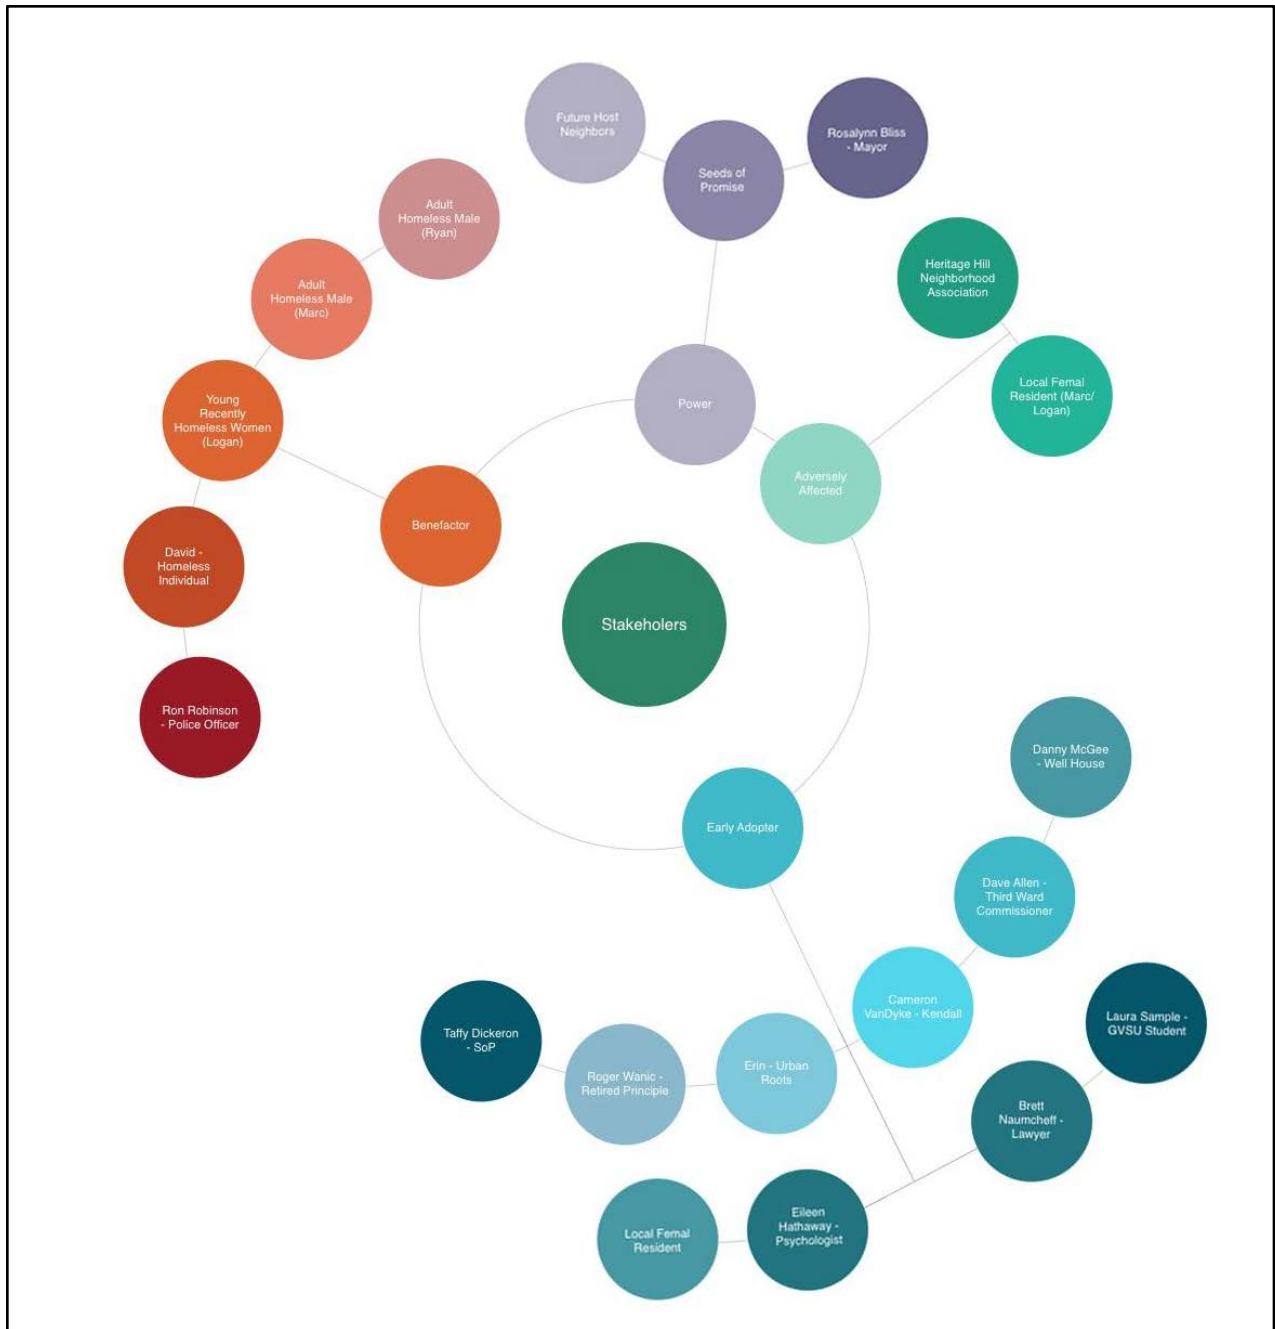 Future Host
Neighbors
Seeds of
Promise
Rosalynn Bliss
- Mayor
Adult
Homeless Male
(Ryan)
Adult
Homeless Male
(Marc)
Heritage Hill
Neighborhood
Association
Young
Recently
Homeless Women
(Logan)
Power
Local Femal
Resident (Marc/
Logan)
Adversely
Affected
Benefactor
David -
Homeless
Individual
Stakeholers
Ron Robinson
- Police Officer
Danny McGee
- Well House
Early Adopter
Dave Allen -
Third Ward
Commissioner
Cameron
VanDyke - Kendall
Laura Sample -
GVSU Student
Taffy Dickeron
- SoP
Roger Wanic -
Retired Principle
Erin - Urban
Roots
Brett
Naumcheff -
Lawyer
Eileen
Hathaway -
Psychologist
Local Femal
Resident